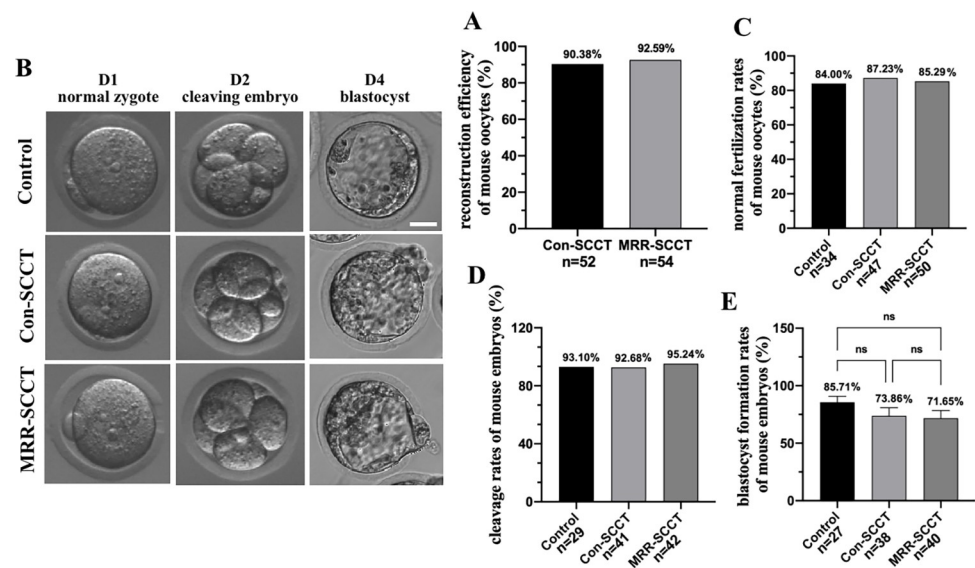 A
reconstruction efficiency
of mouse oocytes (%)
100
80
60
40
20
0
90.38%
92.59%
Con-SCCT
n=52
MRR-SCCT
n=54
B
D1
normal zygote
D2
cleaving embryo
D4
blastocyst
Control
Con-SCCT
MRR-SCCT
C
normal fertilization rates
of mouse oocytes (%)
100
80
60
40
20
0
84.00%
87.23%
85.29%
Control
n=34
Con-SCCT
n=47
MRR-SCCT
n=50
D
cleavage rates of mouse embryos (%)
120
90
60
30
0
93.10%
92.68%
95.24%
Control
n=29
Con-SCCT
n=41
MRR-SCCT
n=42
E
blastocyst formation rates
of mouse embryos (%)
150
100
50
0
ns
ns
ns
85.71%
73.86%
71.65%
Control
n=27
Con-SCCT
n=38
MRR-SCCT
n=40